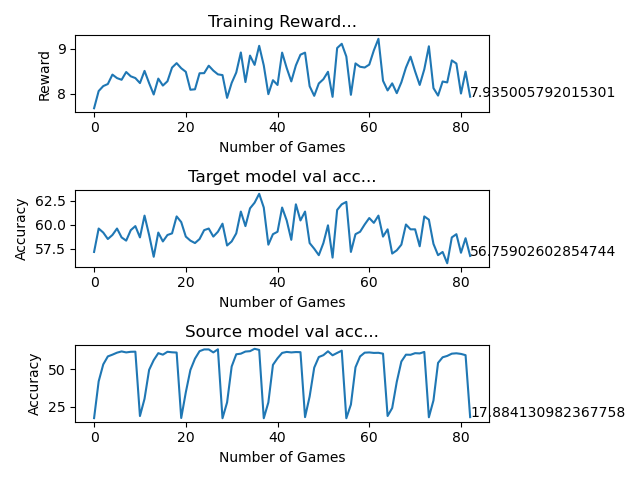 Training Reward...
9
8
Reward
7.935005792015301
0 20 40 60 80
Number of Games
Target model val acc...
62.5
60.0
57.5
Accuracy
56.75902602854744
0 20 40 60 80
Number of Games
Source model val acc...
50
25
Accuracy
17.884130982367758
0 20 40 60 80
Number of Games